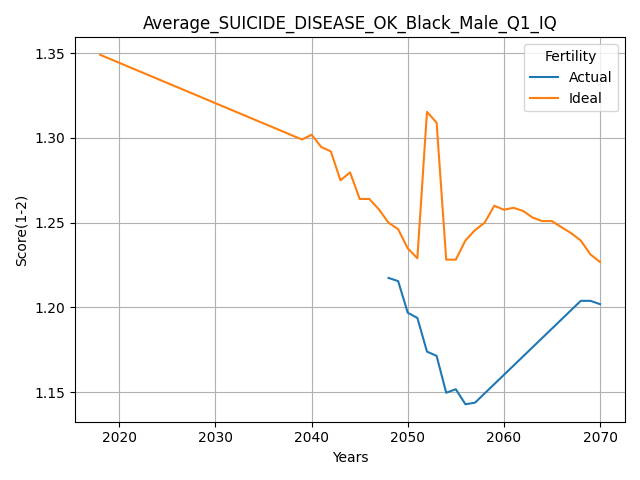 Average_SUICIDE_DISEASE_OK_Black_Male_Q1_IQ
Fertility
Actual
Ideal
Score(1-2)
1.35
1.30
1.25
1.20
1.15
2020 2030 2040 2050 2060 2070
Years